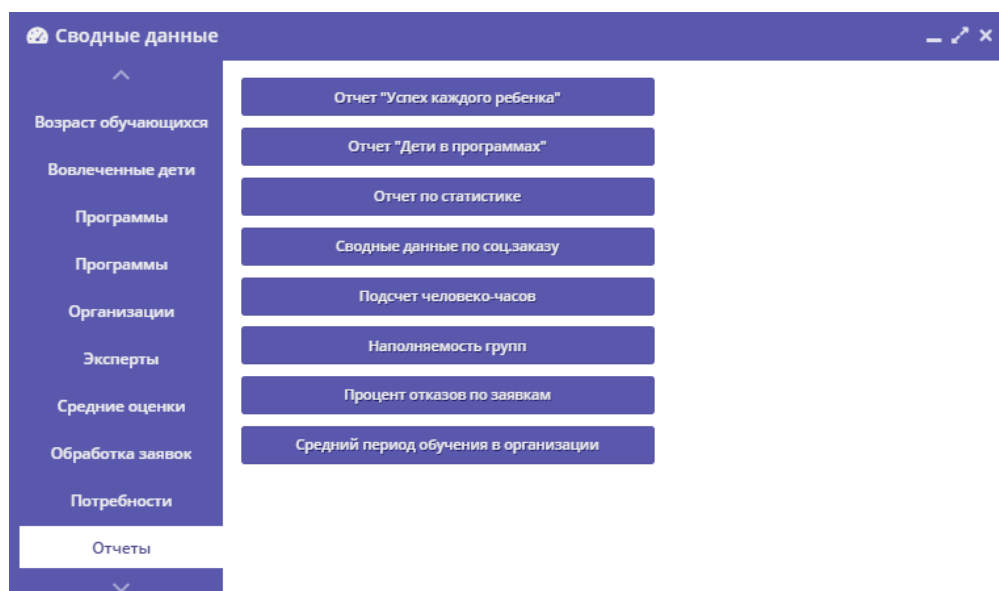 Сводные данные
Возраст обучающихся
Вовлеченные дети
Программы
Программы
Организации
Эксперты
Средние оценки
Обработка заявок
Потребности
Отчеты
Отчет "Успех каждого ребенка"
Отчет "Дети в программах"
Отчет по статистике
Сводные данные по соц.заказу
Подсчет человеко-часов
Наполняемость групп
Процент отказов по заявкам
Средний период обучения в организации